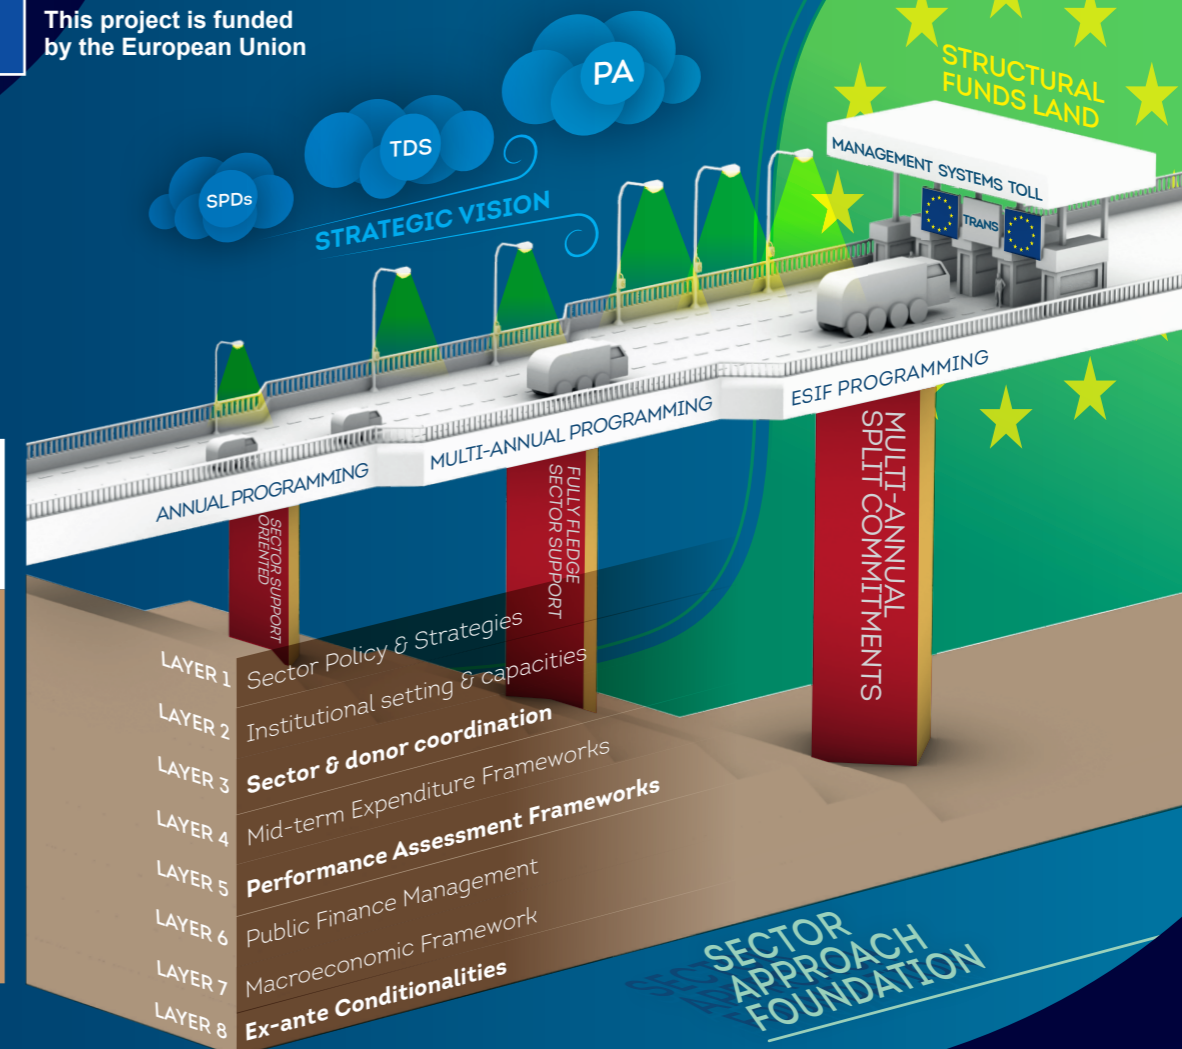 This project is funded
by the European Union
PA
TDS
SPDs
STRATEGIC VISION
STRUCTURAL
FUNDS LAND
MANAGEMENT SYSTEMS TOLL
TRANS
ANNUAL PROGRAMMING
MULTI-ANNUAL PROGRAMMING
ESIF PROGRAMMING
SECTOR SUPPORT
ORIENTED
FULLY FLEDGE
SECTOR SUPPORT
MULTI-ANNUAL
SPLIT COMMITMENTS
LAYER 1 Sector Policy & Strategies
LAYER 2 Institutional setting & capacities
LAYER 3 Sector & donor coordination
LAYER 4 Mid-term Expenditure Frameworks
LAYER 5 Performance Assessment Frameworks
LAYER 6 Public Finance Management
LAYER 7 Macroeconomic Framework
LAYER 8 Ex-ante Conditionalities
SECTOR
APPROACH
FOUNDATION